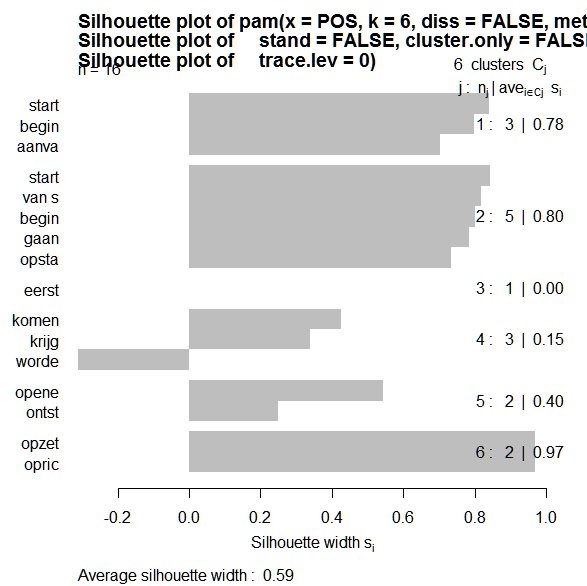 Silhouette plot of pam(x = POS, k = 6, diss = FALSE, met
Silhouette plot of stand = FALSE, cluster.only = FALS
Silhouette plot of trace.lev = 0)
n = 16
6 clusters Cj
j : nj | avei∈Cj si
start
begin
aanva
1 : 3 | 0.78
start
van s
begin
gaan
opsta
2 : 5 | 0.80
eerst
3 : 1 | 0.00
komen
krijg
worde
4 : 3 | 0.15
opene
ontst
5 : 2 | 0.40
opzet
opric
6 : 2 | 0.97
-0.2 0.0 0.2 0.4 0.6 0.8 1.0
Silhouette width si
Average silhouette width : 0.59